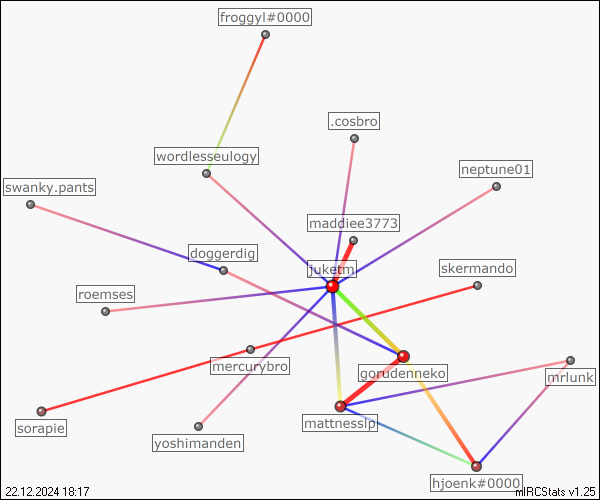 froggyl#0000
.cosbro
wordlesseulogy
neptune01
swanky.pants
maddiee3773
doggerdig
juketm
skermando
roemses
mercurybro
gorudenneko
mrlunk
sorapie
mattnesslp
yoshimanden
hjoenk#0000
22.12.2024 18:17
mIRCStats v1.25